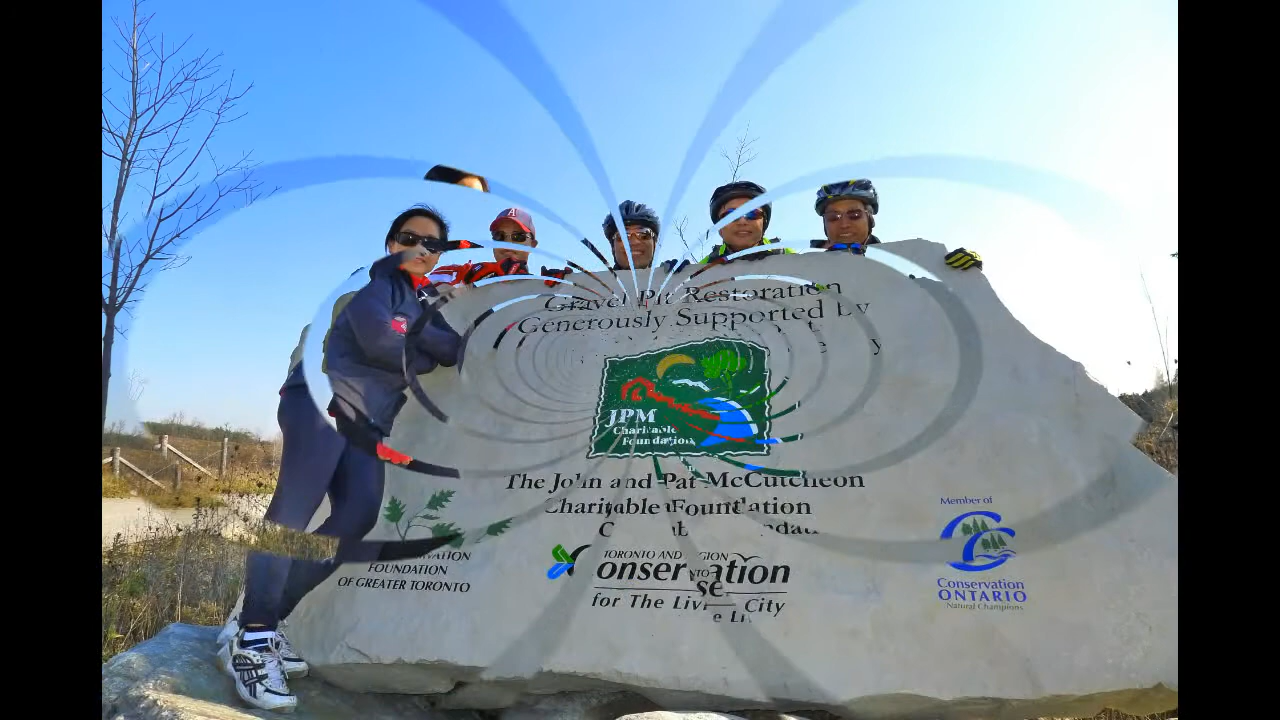 A
Gravel Pit Restoration
Generously Supported by
JPM
Charitable
Foundation
The John and Pat McCutcheon
Charitable Foundation
FOUNDATION
OF GREATER TORONTO
TORONTO AND REGION
onservation
for The Living City
Member of
Conservation
ONTARIO
Natural Champions